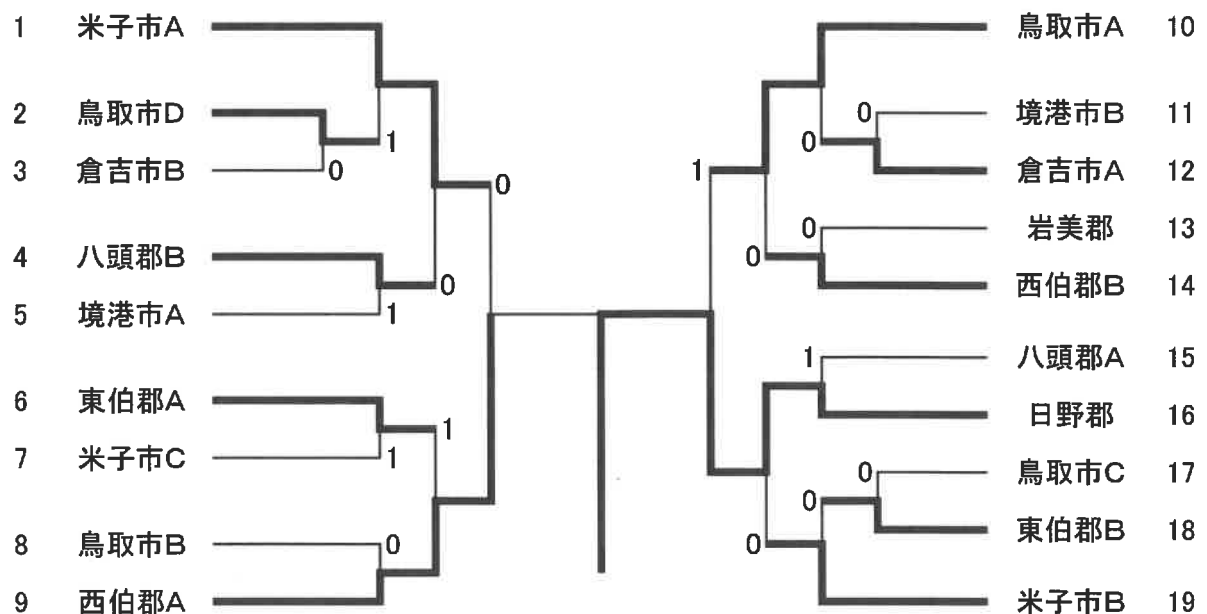 1 米子市A
2 鳥取市D
3 倉吉市B
4 八頭郡B
5 境港市A
6 東伯郡A
7 米子市C
8 鳥取市B
9 西伯郡A
1
0
0
0
1
1
1
0
鳥取市A 10
境港市B 11
倉吉市A 12
岩美郡 13
西伯郡B 14
八頭郡A 15
日野郡 16
鳥取市C 17
東伯郡B 18
米子市B 19
0
0
1
0
0
1
0
0
0